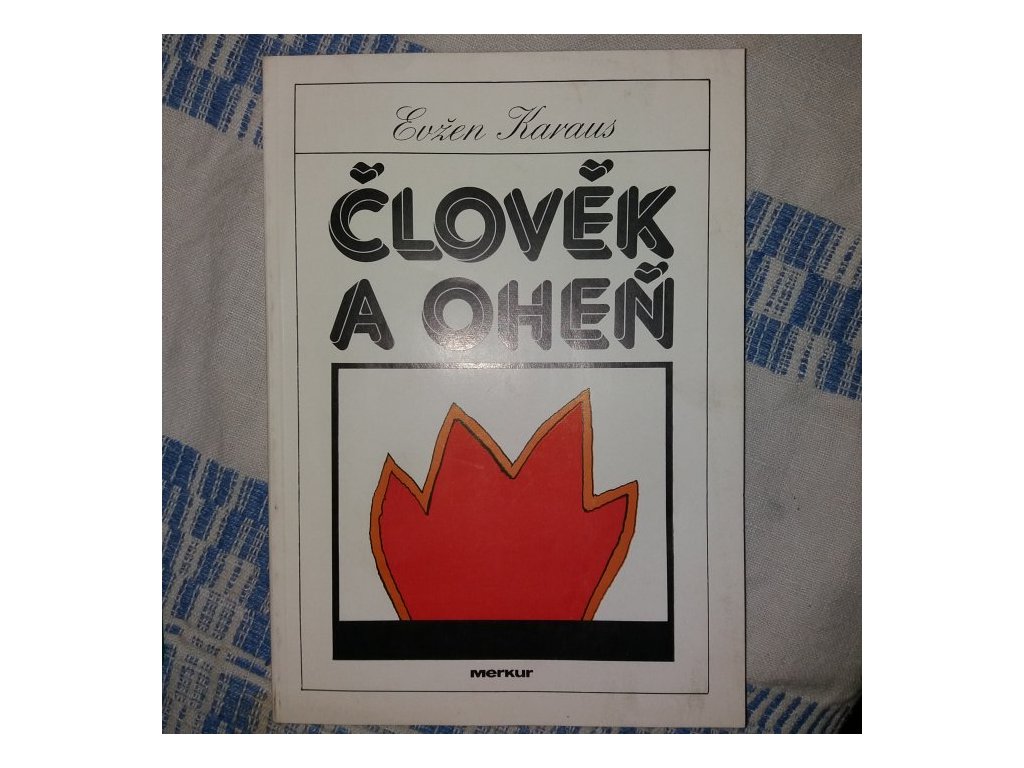 Evžen Karaus
ČLOVĚK
A OHEŇ
Merkur